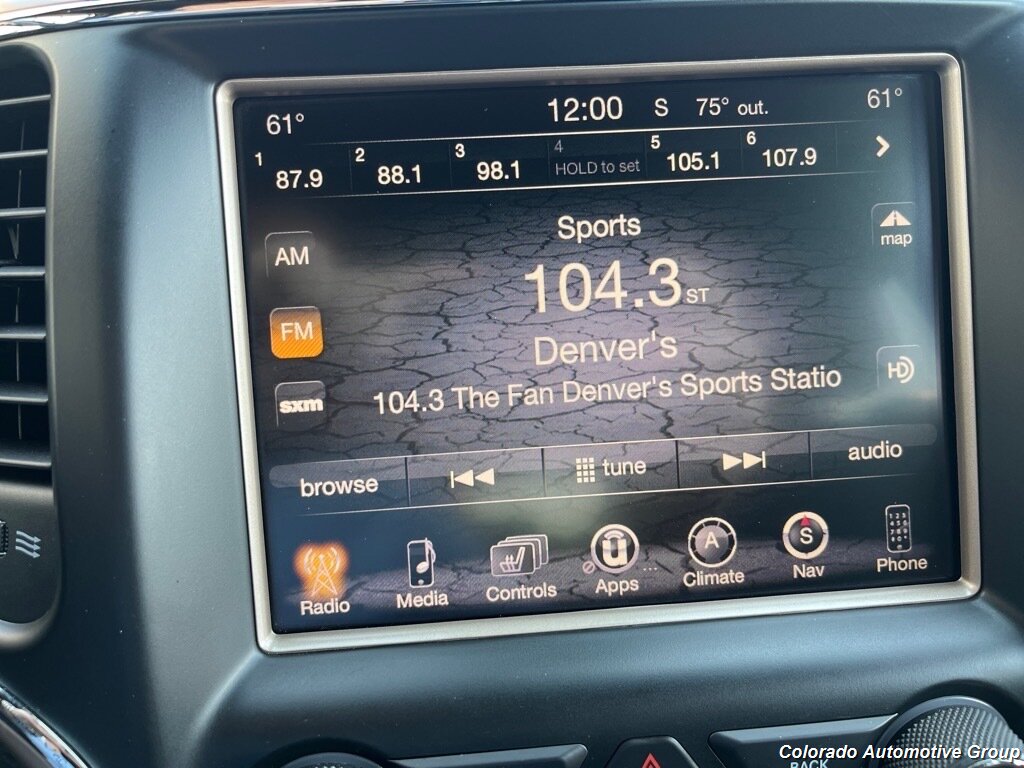 61° 12:00 S 75° out. 61°
1 87.9 2 88.1 3 98.1 4 HOLD to set 5 105.1 6 107.9
Sports
map
AM
104.3 ST
FM
Denver's
HD
104.3 The Fan Denver's Sports Statio
sxm
browse tune audio
A S
Radio Media Controls Apps Climate Nav Phone
BACK
Colorado Automotive Group